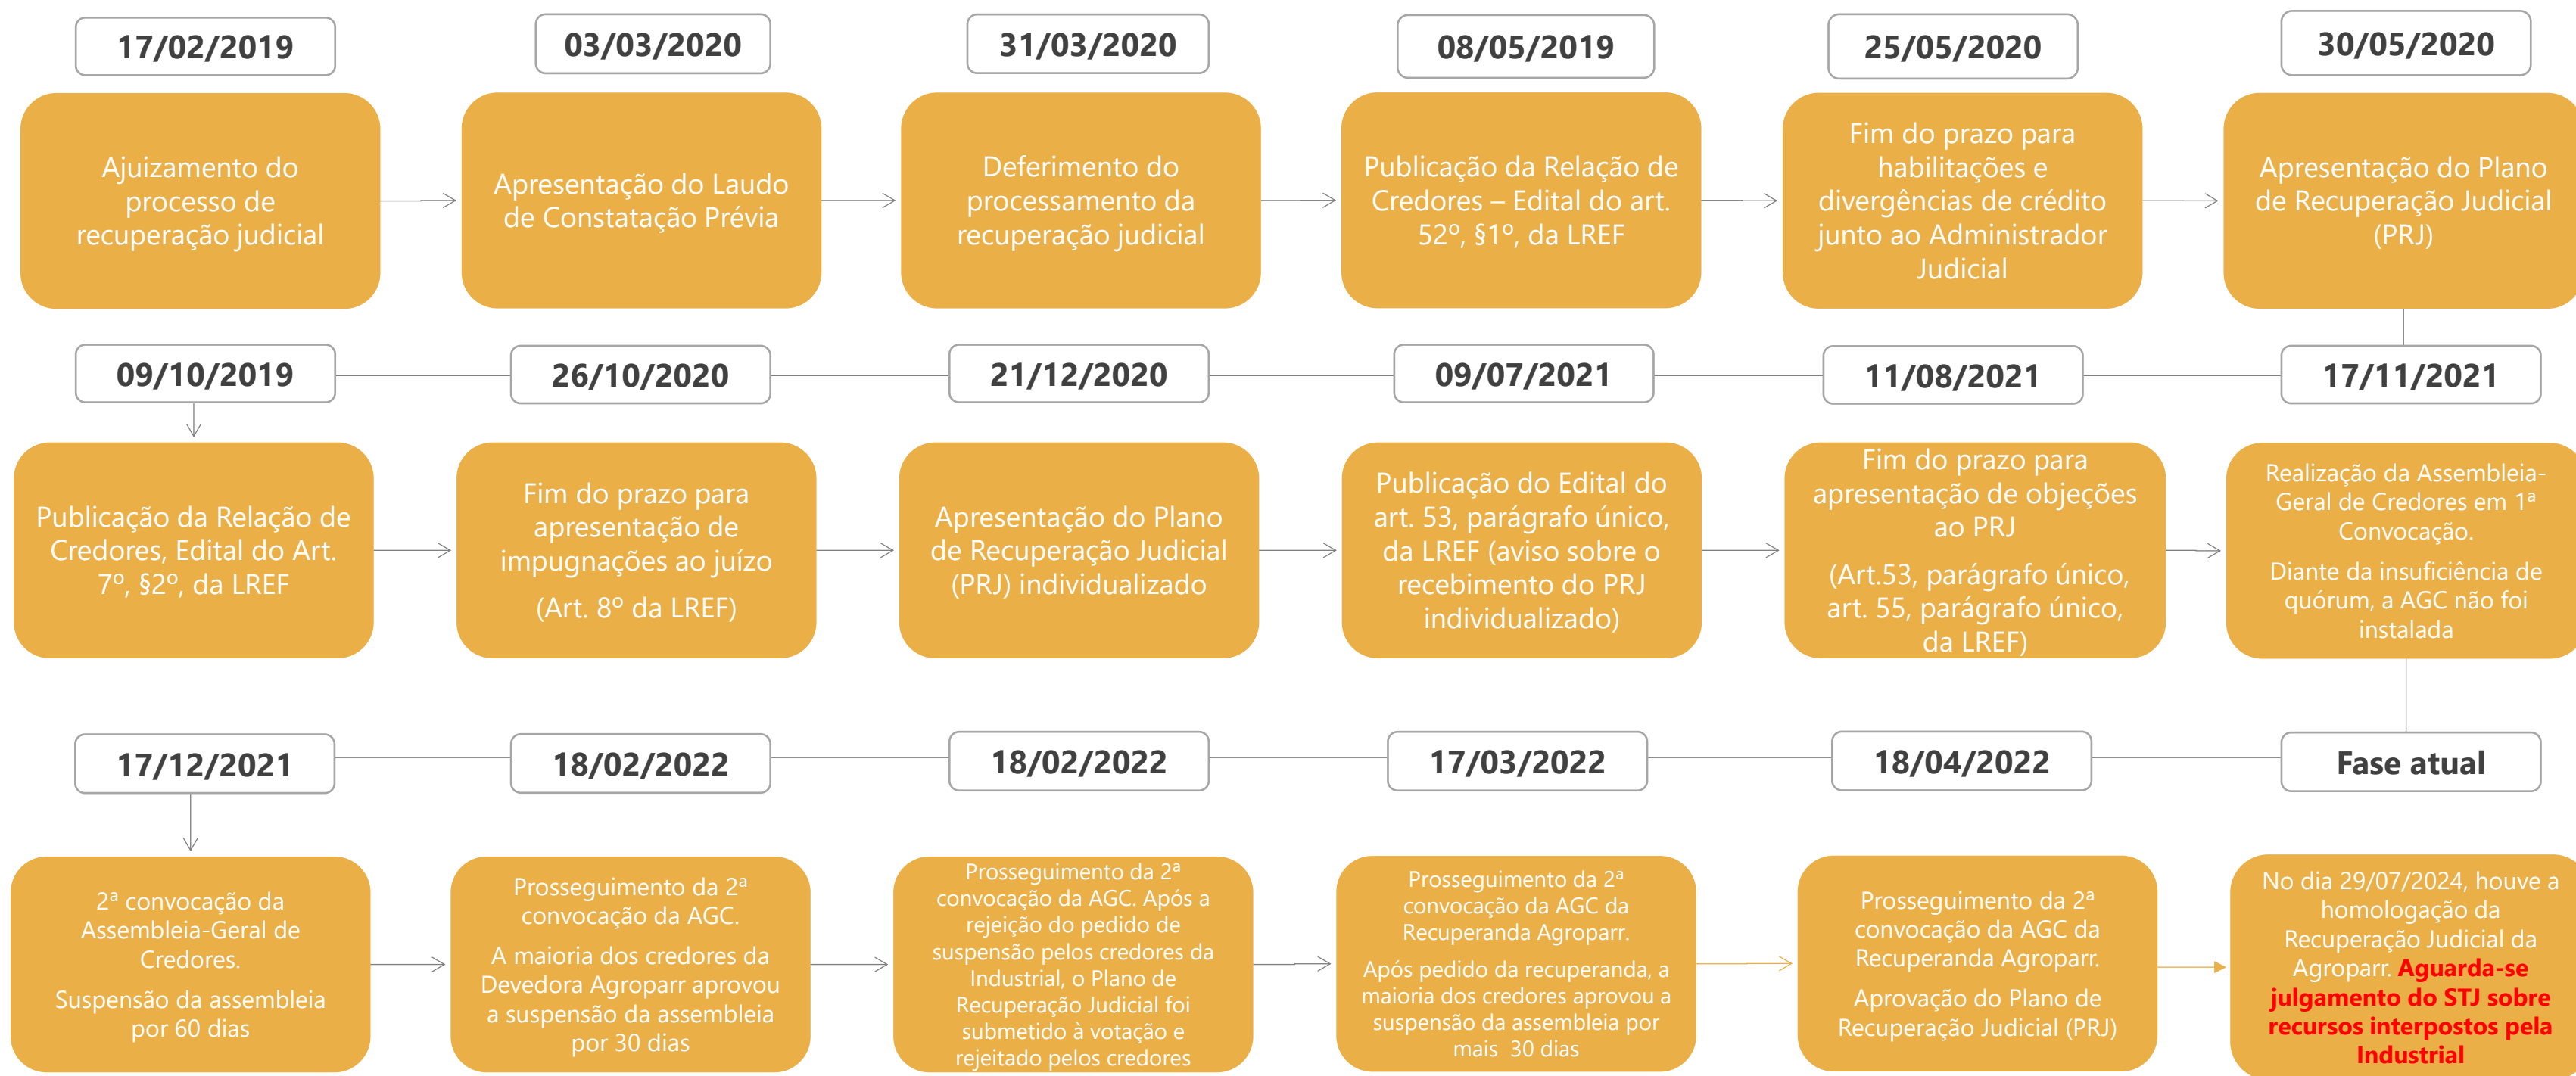 17/02/2019
03/03/2020
31/03/2020
08/05/2019
25/05/2020
30/05/2020
Ajuizamento do
processo de
recuperação judicial
Apresentação do Laudo
de Constatação Prévia
Deferimento do
processamento da
recuperação judicial
Publicação da Relação de
Credores – Edital do art.
52º, §1º, da LREF
Fim do prazo para
habilitações e
divergências de crédito
junto ao Administrador
Judicial
Apresentação do Plano
de Recuperação Judicial
(PRJ)
09/10/2019
26/10/2020
21/12/2020
09/07/2021
11/08/2021
17/11/2021
Publicação da Relação de
Credores, Edital do Art.
7º, §2º, da LREF
Fim do prazo para
apresentação de
impugnações ao juízo
(Art. 8º da LREF)
Apresentação do Plano
de Recuperação Judicial
(PRJ) individualizado
Publicação do Edital do
art. 53, parágrafo único,
da LREF (aviso sobre o
recebimento do PRJ
individualizado)
Fim do prazo para
apresentação de objeções
ao PRJ
(Art.53, parágrafo único,
art. 55, parágrafo único,
da LREF)
Realização da Assembleia-
Geral de Credores em 1ª
Convocação.
Diante da insuficiência de
quórum, a AGC não foi
instalada
17/12/2021
18/02/2022
18/02/2022
17/03/2022
18/04/2022
Fase atual
2ª convocação da
Assembleia-Geral de
Credores.
Suspensão da assembleia
por 60 dias
Prosseguimento da 2ª
convocação da AGC.
A maioria dos credores da
Devedora Agroparr aprovou
a suspensão da assembleia
por 30 dias
Prosseguimento da 2ª
convocação da AGC. Após a
rejeição do pedido de
suspensão pelos credores da
Industrial, o Plano de
Recuperação Judicial foi
submetido à votação e
rejeitado pelos credores
Prosseguimento da 2ª
convocação da AGC da
Recuperanda Agroparr.
Após pedido da recuperanda, a
maioria dos credores aprovou a
suspensão da assembleia por
mais 30 dias
Prosseguimento da 2ª
convocação da AGC da
Recuperanda Agroparr.
Aprovação do Plano de
Recuperação Judicial (PRJ)
No dia 29/07/2024, houve a
homologação da
Recuperação Judicial da
Agroparr. Aguarda-se
julgamento do STJ sobre
recursos interpostos pela
Industrial